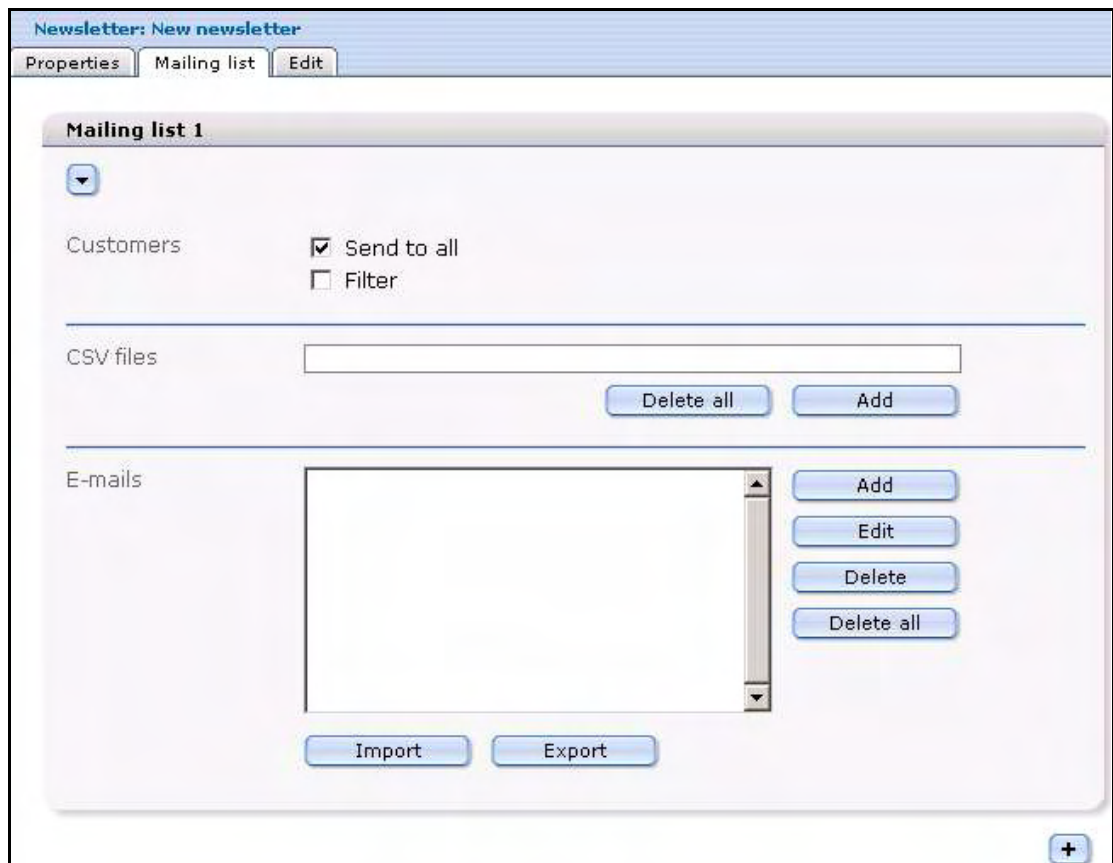 Newsletter: New newsletter
Properties Mailing list Edit
Mailing list 1
Customers Send to all
Filter
CSV files
Delete all Add
E-mails Add
Edit
Delete
Delete all
Import Export
+